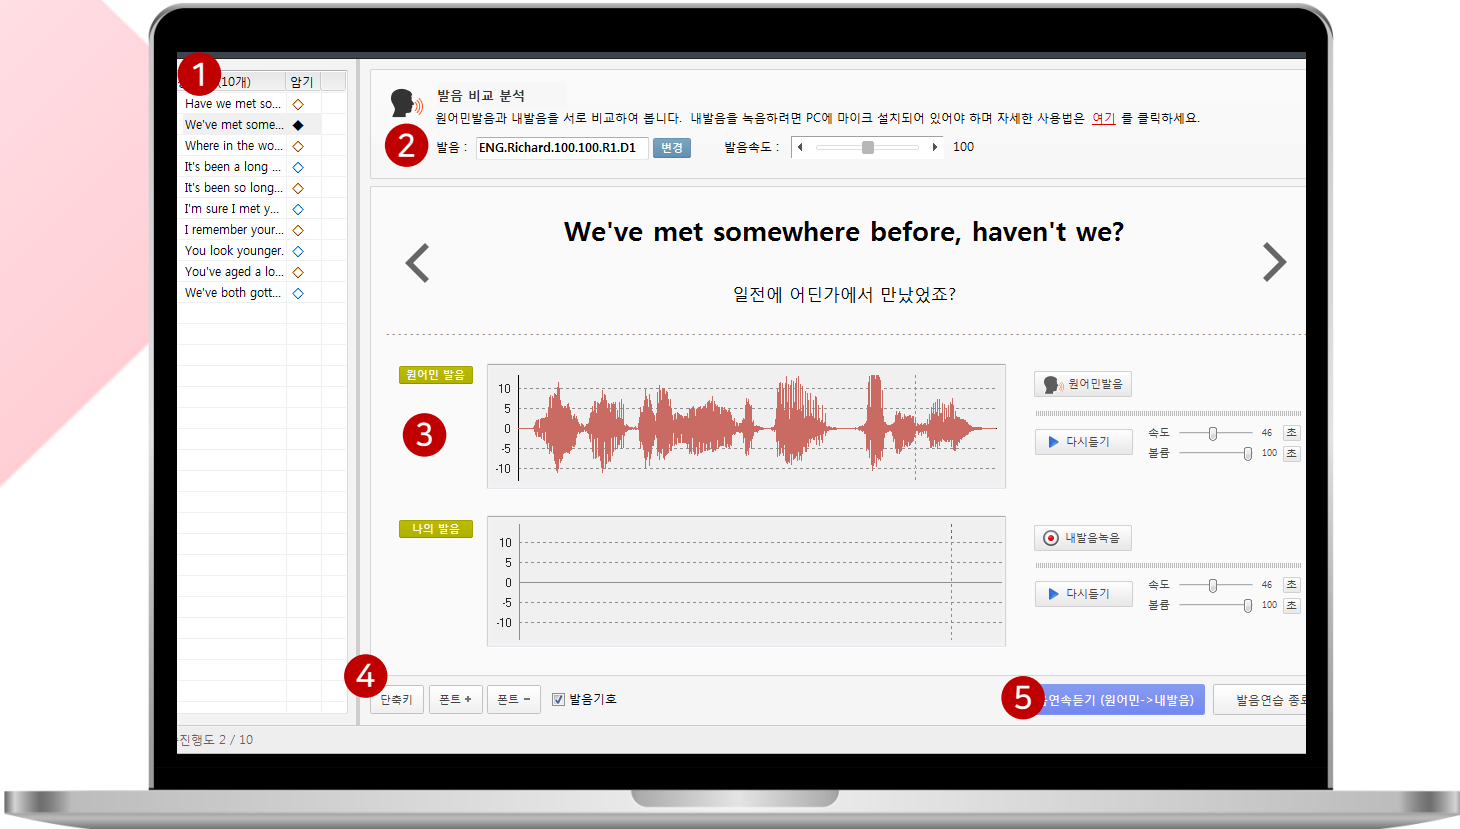 1
(10개) 암기
Have we met so...
We've met some...
Where in the wo...
It's been a long ...
It's been so long...
I'm sure I met y...
I remember your...
You look younger.
You've aged a lo...
We've both gott...
발음 비교 분석
원어민발음과 내발음을 서로 비교하여 봅니다. 내발음을 녹음하려면 PC에 마이크 설치되어 있어야 하며 자세한 사용법은 여기 를 클릭하세요.
2
발음 : ENG.Richard.100.100.R1.D1 변경 발음속도 : 100
We've met somewhere before, haven't we?
일전에 어딘가에서 만났었죠?
원어민 발음
3
10
5
0
-5
-10
원어민발음
다시듣기
속도 46 초
볼륨 100 초
나의 발음
10
5
0
-5
-10
내발음녹음
다시듣기
속도 46 초
볼륨 100 초
4
단축키 폰트 + 폰트 - 발음기호
5
연속듣기 (원어민->내발음) 발음연습 종료
진행도 2 / 10